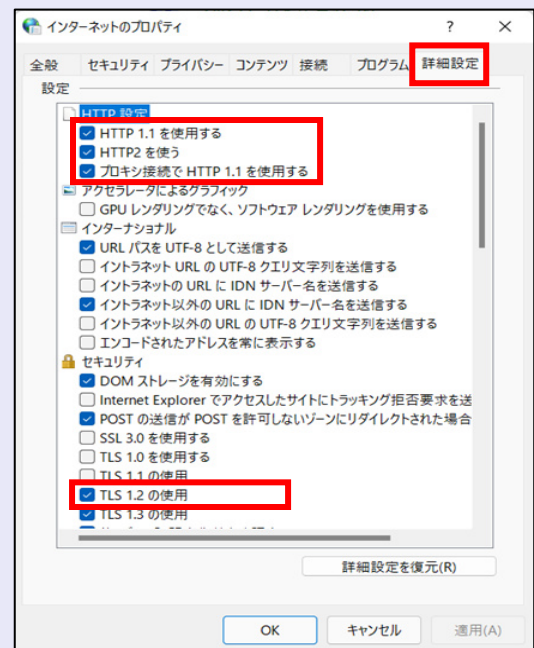 インターネットのプロパティ
?
×
全般 セキュリティ プライバシー コンテンツ 接続 プログラム 詳細設定
設定
HTTP 設定
HTTP 1.1 を使用する
HTTP2 を使う
プロキシ接続で HTTP 1.1 を使用する
アクセラレータによるグラフィック
GPU レンダリングでなく、ソフトウェア レンダリングを使用する
インターナショナル
URL パスを UTF-8 として送信する
イントラネット URL の UTF-8 クエリ文字列を送信する
イントラネットの URL に IDN サーバー名を送信する
イントラネット以外の URL に IDN サーバー名を送信する
イントラネット以外の URL の UTF-8 クエリ文字列を送信する
エンコードされたアドレスを常に表示する
セキュリティ
DOM ストレージを有効にする
Internet Explorer でアクセスしたサイトにトラッキング拒否要求を送
POST の送信が POST を許可しないゾーンにリダイレクトされた場合
SSL 3.0 を使用する
TLS 1.0 を使用する
TLS 1.1 の使用
TLS 1.2 の使用
TLS 1.3 の使用
詳細設定を復元(R)
OK キャンセル 適用(A)